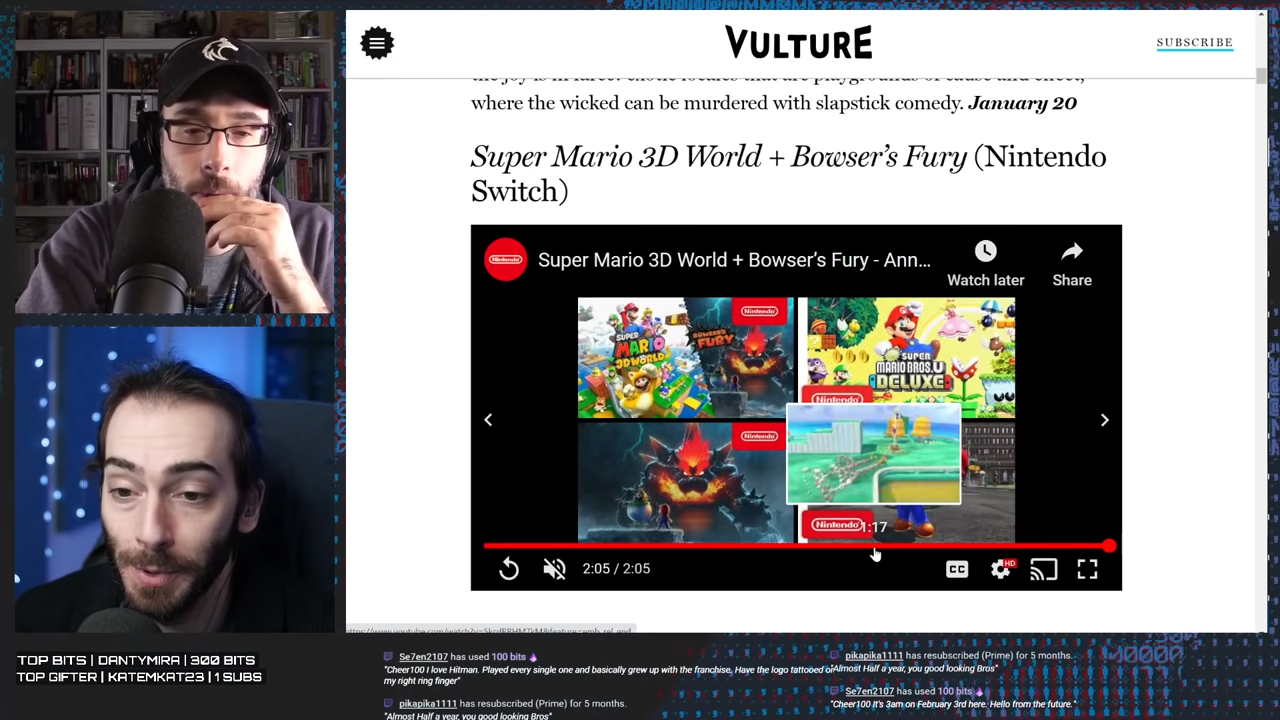 VULTURE
SUBSCRIBE
where the wicked can be murdered with slapstick comedy. January 20
Super Mario 3D World + Bowser's Fury (Nintendo
Switch)
Nintendo
Super Mario 3D World + Bowser's Fury - Ann...
Watch later
Share
Nintendo
SUPER
MARIO
3D WORLD
BOWSER'S
FURY
SUPER
MARIO BROS. U
DELUXE
Nintendo
Nintendo
Nintendo
1:17
2:05 / 2:05
CC
HD
TOP BITS | DANTYMIRA | 300 BITS
TOP GIFTER | KATEMKAT23 | 1 SUBS
Se7en2107 has used 100 bits
"Cheer100 I love Hitman. Played every single one and basically grew up with the franchise. Have the logo tattooed
my right ring finger"
pikapika1111 has resubscribed (Prime) for 5 months.
"Almost Half a year, you good looking Bros"
pikapika1111 has resubscribed (Prime) for 5 months.
"Almost Half a year, you good looking Bros"
Se7en2107 has used 100 bits
"Cheer100 It's 3am on February 3rd here. Hello from the future."